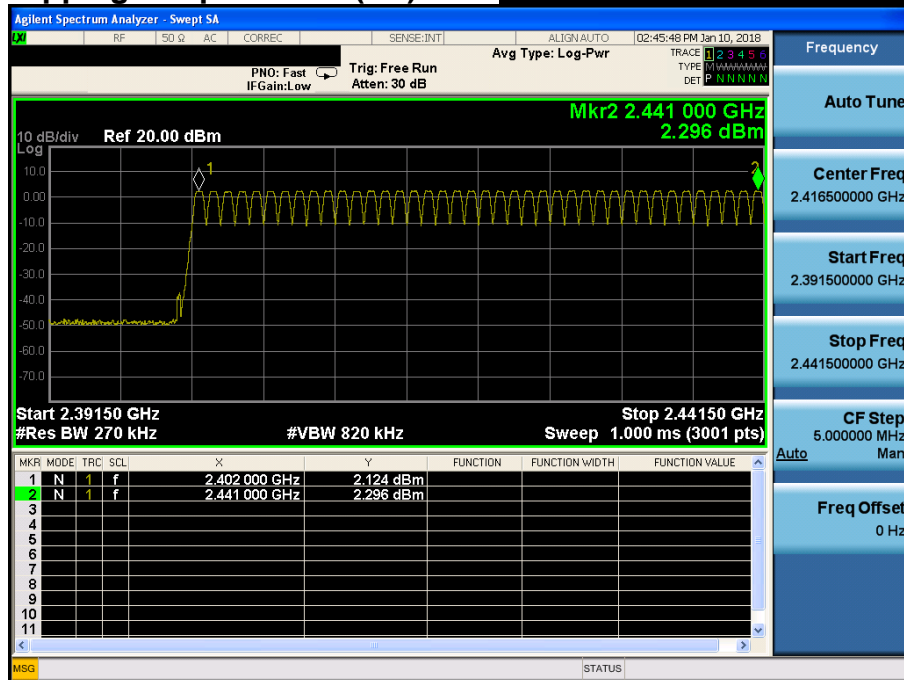 Agilent Spectrum Analyzer - Swept SA
LXI RF 50 Ω AC CORREC SENSE:INT ALIGN AUTO 02:45:48 PM Jan 10, 2018
Frequency
Avg Type: Log-Pwr TRACE 1 2 3 4 5 6
PNO: Fast Trig: Free Run TYPE M W W W W W
IFGain:Low Atten: 30 dB DET P N N N N N
Auto Tune
Mkr2 2.441 000 GHz
10 dB/div Ref 20.00 dBm 2.296 dBm
Log
10.0
0.00
-10.0
-20.0
-30.0
-40.0
-50.0
-60.0
-70.0
1
2
Center Freq
2.416500000 GHz
Start Freq
2.391500000 GHz
Stop Freq
2.441500000 GHz
Start 2.39150 GHz Stop 2.44150 GHz
#Res BW 270 kHz #VBW 820 kHz Sweep 1.000 ms (3001 pts)
CF Step
5.000000 MHz
Auto Man
MKR MODE TRC SCL X Y FUNCTION FUNCTION WIDTH FUNCTION VALUE
1 N 1 f 2.402 000 GHz 2.124 dBm
2 N 1 f 2.441 000 GHz 2.296 dBm
3
4
5
6
7
8
9
10
11
Freq Offset
0 Hz
MSG STATUS